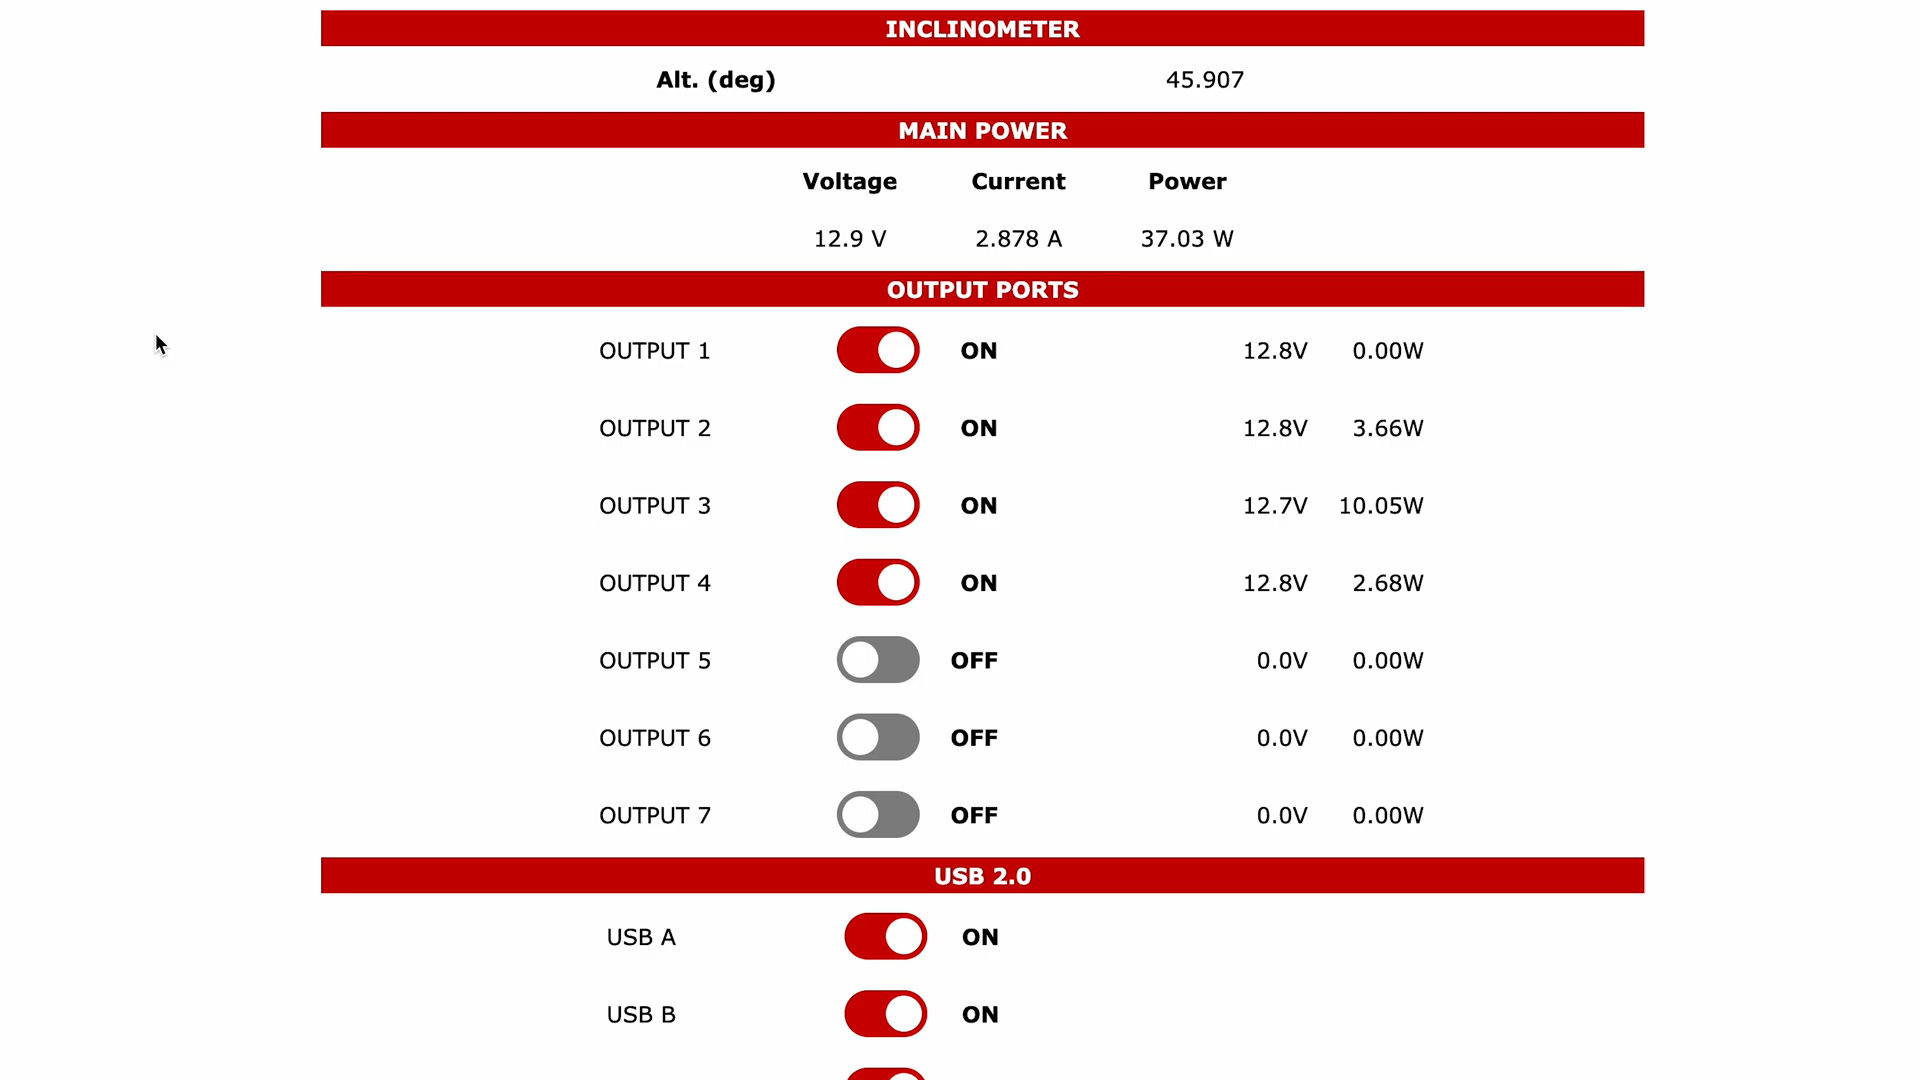 INCLINOMETER
Alt. (deg) 45.907
MAIN POWER
Voltage Current Power
12.9 V 2.878 A 37.03 W
OUTPUT PORTS
OUTPUT 1 ON 12.8V 0.00W
OUTPUT 2 ON 12.8V 3.66W
OUTPUT 3 ON 12.7V 10.05W
OUTPUT 4 ON 12.8V 2.68W
OUTPUT 5 OFF 0.0V 0.00W
OUTPUT 6 OFF 0.0V 0.00W
OUTPUT 7 OFF 0.0V 0.00W
USB 2.0
USB A ON
USB B ON